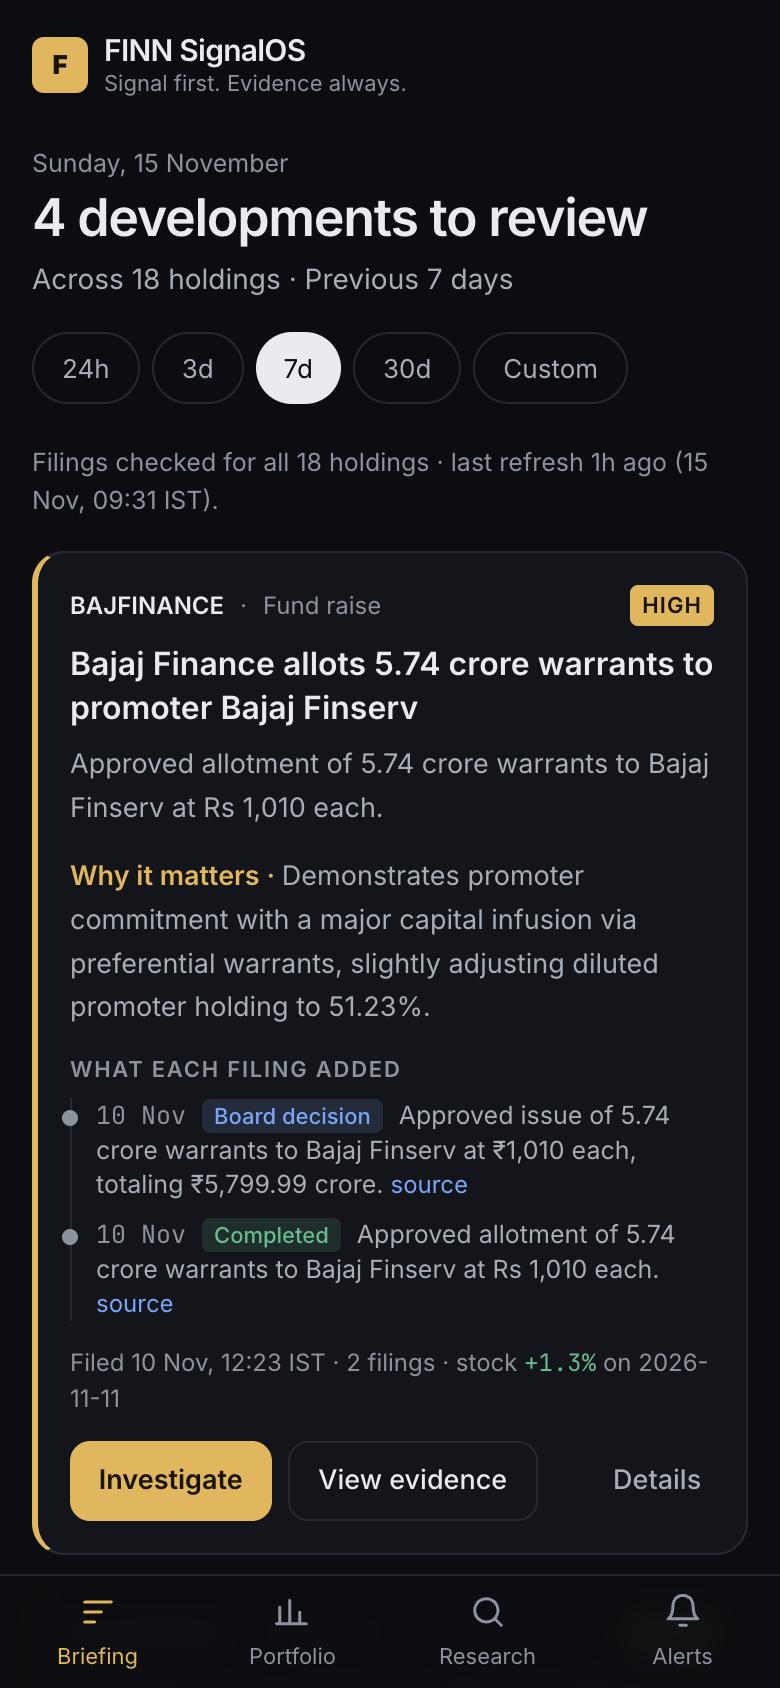 F
FINN SignalOS
Signal first. Evidence always.
Sunday, 15 November
4 developments to review
Across 18 holdings · Previous 7 days
24h 3d 7d 30d Custom
Filings checked for all 18 holdings · last refresh 1h ago (15
Nov, 09:31 IST).
BAJFINANCE · Fund raise HIGH
Bajaj Finance allots 5.74 crore warrants to
promoter Bajaj Finserv
Approved allotment of 5.74 crore warrants to Bajaj
Finserv at Rs 1,010 each.
Why it matters · Demonstrates promoter
commitment with a major capital infusion via
preferential warrants, slightly adjusting diluted
promoter holding to 51.23%.
WHAT EACH FILING ADDED
10 Nov Board decision Approved issue of 5.74
crore warrants to Bajaj Finserv at ₹1,010 each,
totaling ₹5,799.99 crore. source
10 Nov Completed Approved allotment of 5.74
crore warrants to Bajaj Finserv at Rs 1,010 each.
source
Filed 10 Nov, 12:23 IST · 2 filings · stock +1.3% on 2026-
11-11
Investigate View evidence Details
Briefing Portfolio Research Alerts